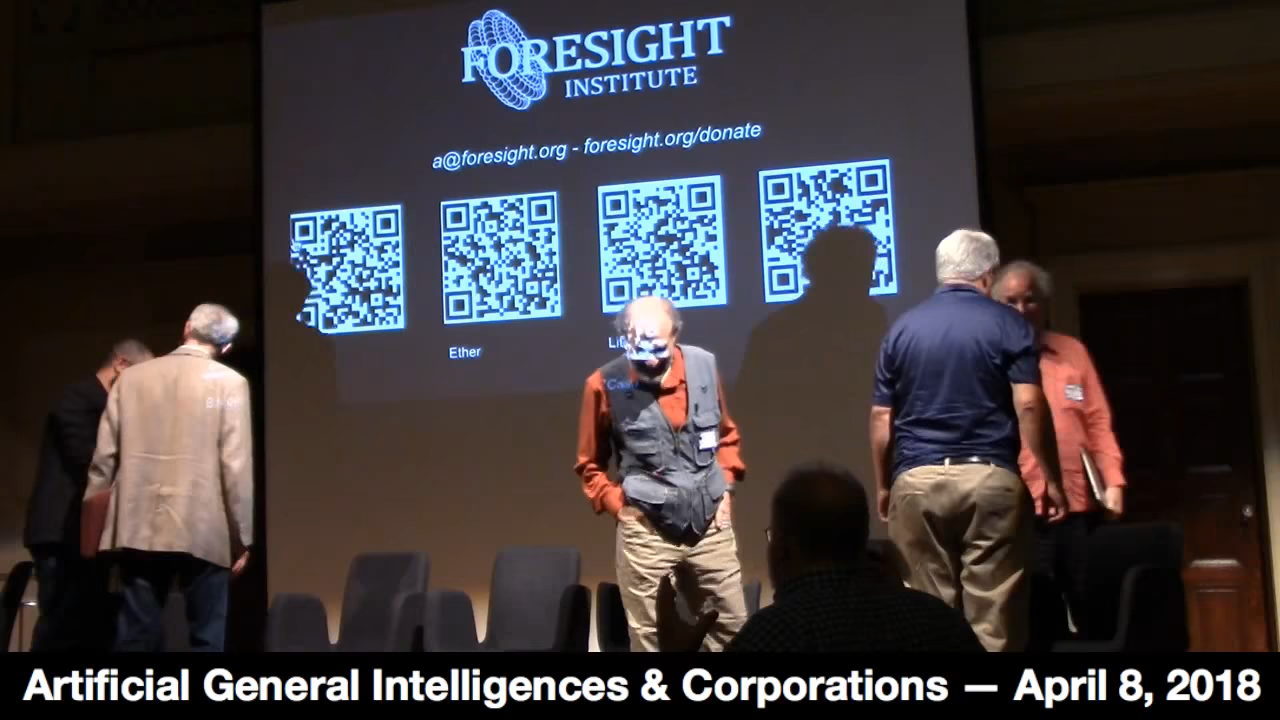 FORESIGHT
INSTITUTE
a@foresight.org - foresight.org/donate
Ether
Artificial General Intelligences & Corporations — April 8, 2018